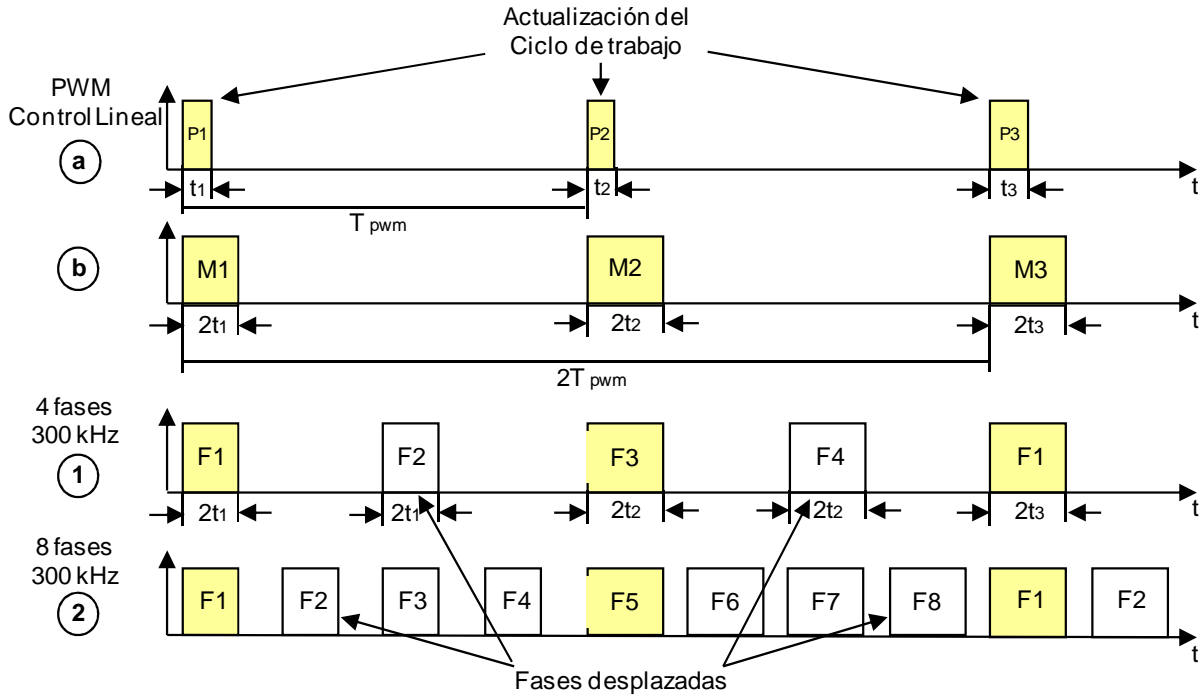 Actualización del
Ciclo de trabajo
PWM
Control Lineal
a
P1
P2
P3
t1
t2
t3
t
T pwm
b
M1
M2
M3
2t1
2t2
2t3
t
2T pwm
4 fases
300 kHz
1
F1
F2
F3
F4
F1
2t1
2t1
2t2
2t2
2t3
t
8 fases
300 kHz
2
F1
F2
F3
F4
F5
F6
F7
F8
F1
F2
t
Fases desplazadas